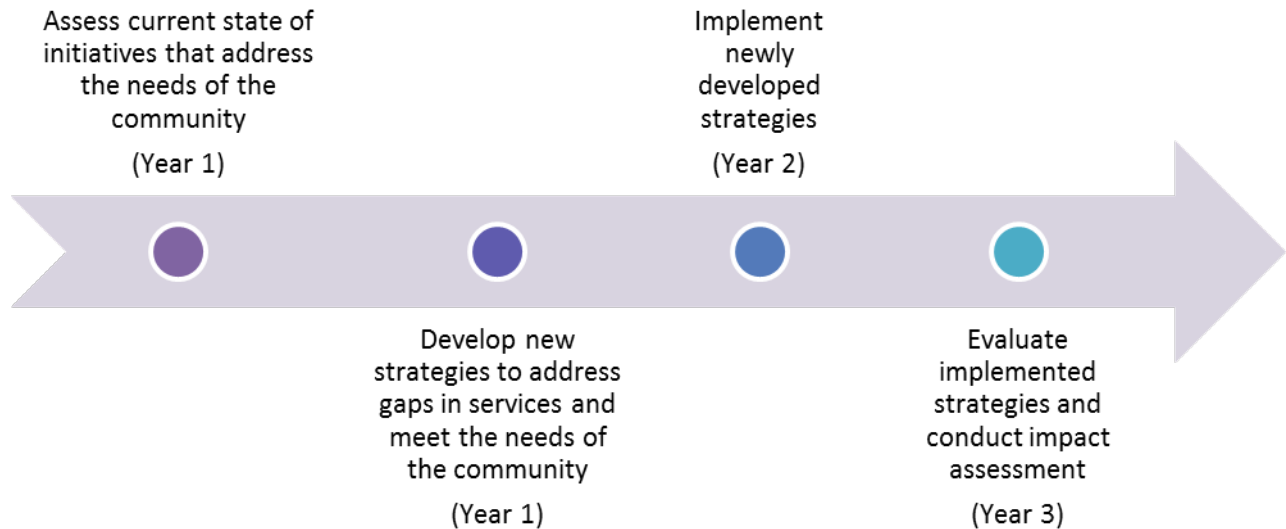 Assess current state of
initiatives that address
the needs of the
community
(Year 1)
Develop new
strategies to address
gaps in services and
meet the needs of
the community
(Year 1)
Implement
newly
developed
strategies
(Year 2)
Evaluate
implemented
strategies and
conduct impact
assessment
(Year 3)